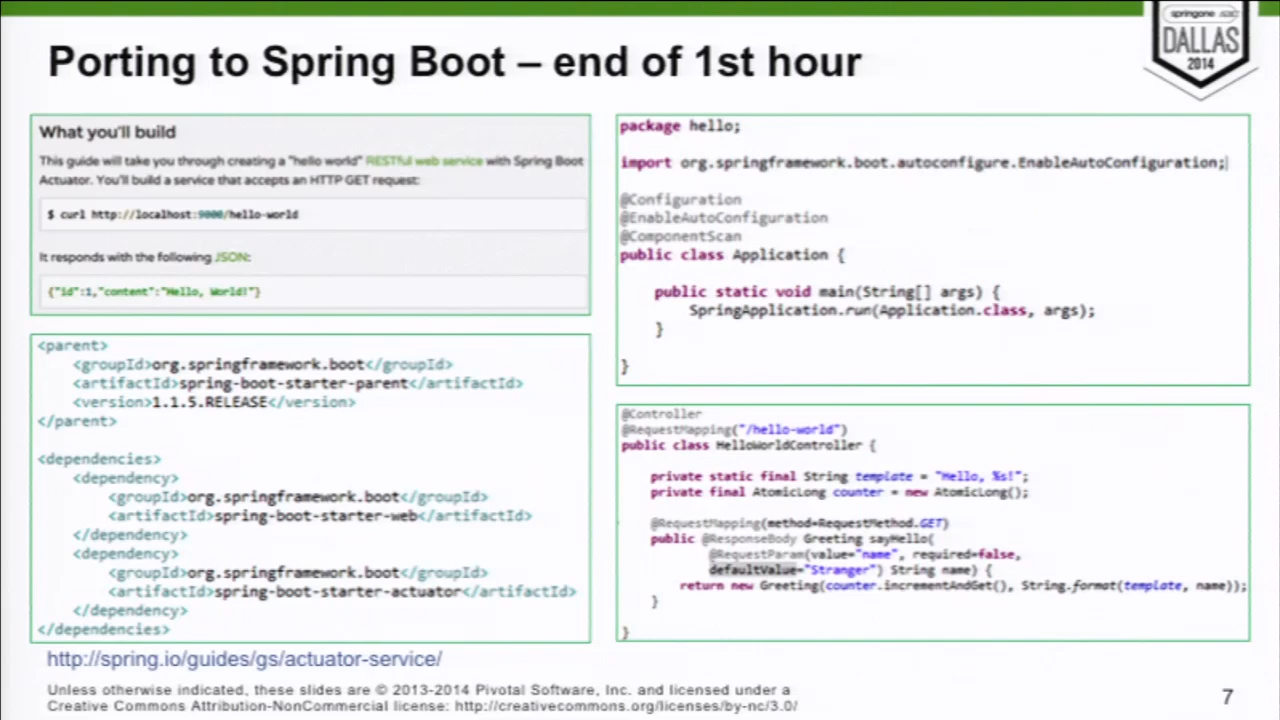 springone 2GX
DALLAS
2014
Porting to Spring Boot – end of 1st hour
What you'll build
This guide will take you through creating a "hello world" RESTful web service with Spring Boot
Actuator. You'll build a service that accepts an HTTP GET request:
$ curl http://localhost:9000/hello-world
It responds with the following JSON:
{"id":1,"content":"Hello, World!"}
<parent>
<groupId>org.springframework.boot</groupId>
<artifactId>spring-boot-starter-parent</artifactId>
<version>1.1.5.RELEASE</version>
</parent>
<dependencies>
<dependency>
<groupId>org.springframework.boot</groupId>
<artifactId>spring-boot-starter-web</artifactId>
</dependency>
<dependency>
<groupId>org.springframework.boot</groupId>
<artifactId>spring-boot-starter-actuator</artifactId>
</dependency>
</dependencies>
package hello;
import org.springframework.boot.autoconfigure.EnableAutoConfiguration;
@Configuration
@EnableAutoConfiguration
@ComponentScan
public class Application {
public static void main(String[] args) {
SpringApplication.run(Application.class, args);
}
}
@Controller
@RequestMapping("/hello-world")
public class HelloWorldController {
private static final String template = "Hello, %s!";
private final AtomicLong counter = new AtomicLong();
@RequestMapping(method=RequestMethod.GET)
public @ResponseBody Greeting sayHello(
@RequestParam(value="name", required=false,
defaultValue="Stranger") String name) {
return new Greeting(counter.incrementAndGet(), String.format(template, name));
}
}
http://spring.io/guides/gs/actuator-service/
Unless otherwise indicated, these slides are © 2013-2014 Pivotal Software, Inc. and licensed under a
Creative Commons Attribution-NonCommercial license: http://creativecommons.org/licenses/by-nc/3.0/
7